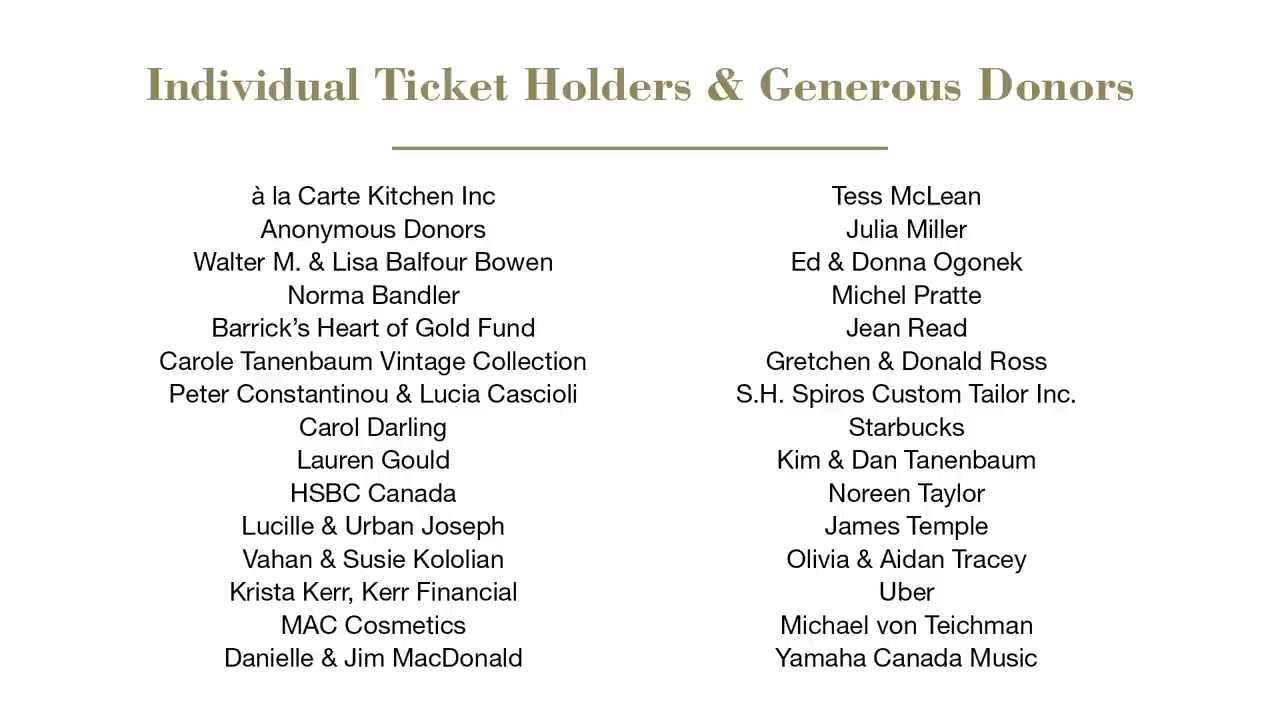 Individual Ticket Holders & Generous Donors
à la Carte Kitchen Inc
Anonymous Donors
Walter M. & Lisa Balfour Bowen
Norma Bandler
Barrick’s Heart of Gold Fund
Carole Tanenbaum Vintage Collection
Peter Constantinou & Lucia Cascioli
Carol Darling
Lauren Gould
HSBC Canada
Lucille & Urban Joseph
Vahan & Susie Kololian
Krista Kerr, Kerr Financial
MAC Cosmetics
Danielle & Jim MacDonald
Tess McLean
Julia Miller
Ed & Donna Ogonek
Michel Pratte
Jean Read
Gretchen & Donald Ross
S.H. Spiros Custom Tailor Inc.
Starbucks
Kim & Dan Tanenbaum
Noreen Taylor
James Temple
Olivia & Aidan Tracey
Uber
Michael von Teichman
Yamaha Canada Music